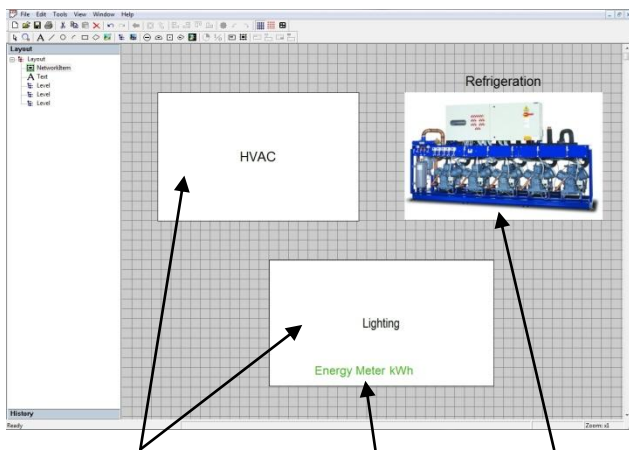 File Edit Tools View Window Help
Layout
Layout
NetworkItem
Text
Level
Level
Level
Refrigeration
HVAC
Lighting
Energy Meter kWh
History
Ready
Zoom: x1